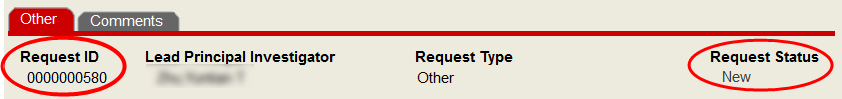 Other Comments
Request ID Lead Principal Investigator Request Type Request Status
0000000580 Other New